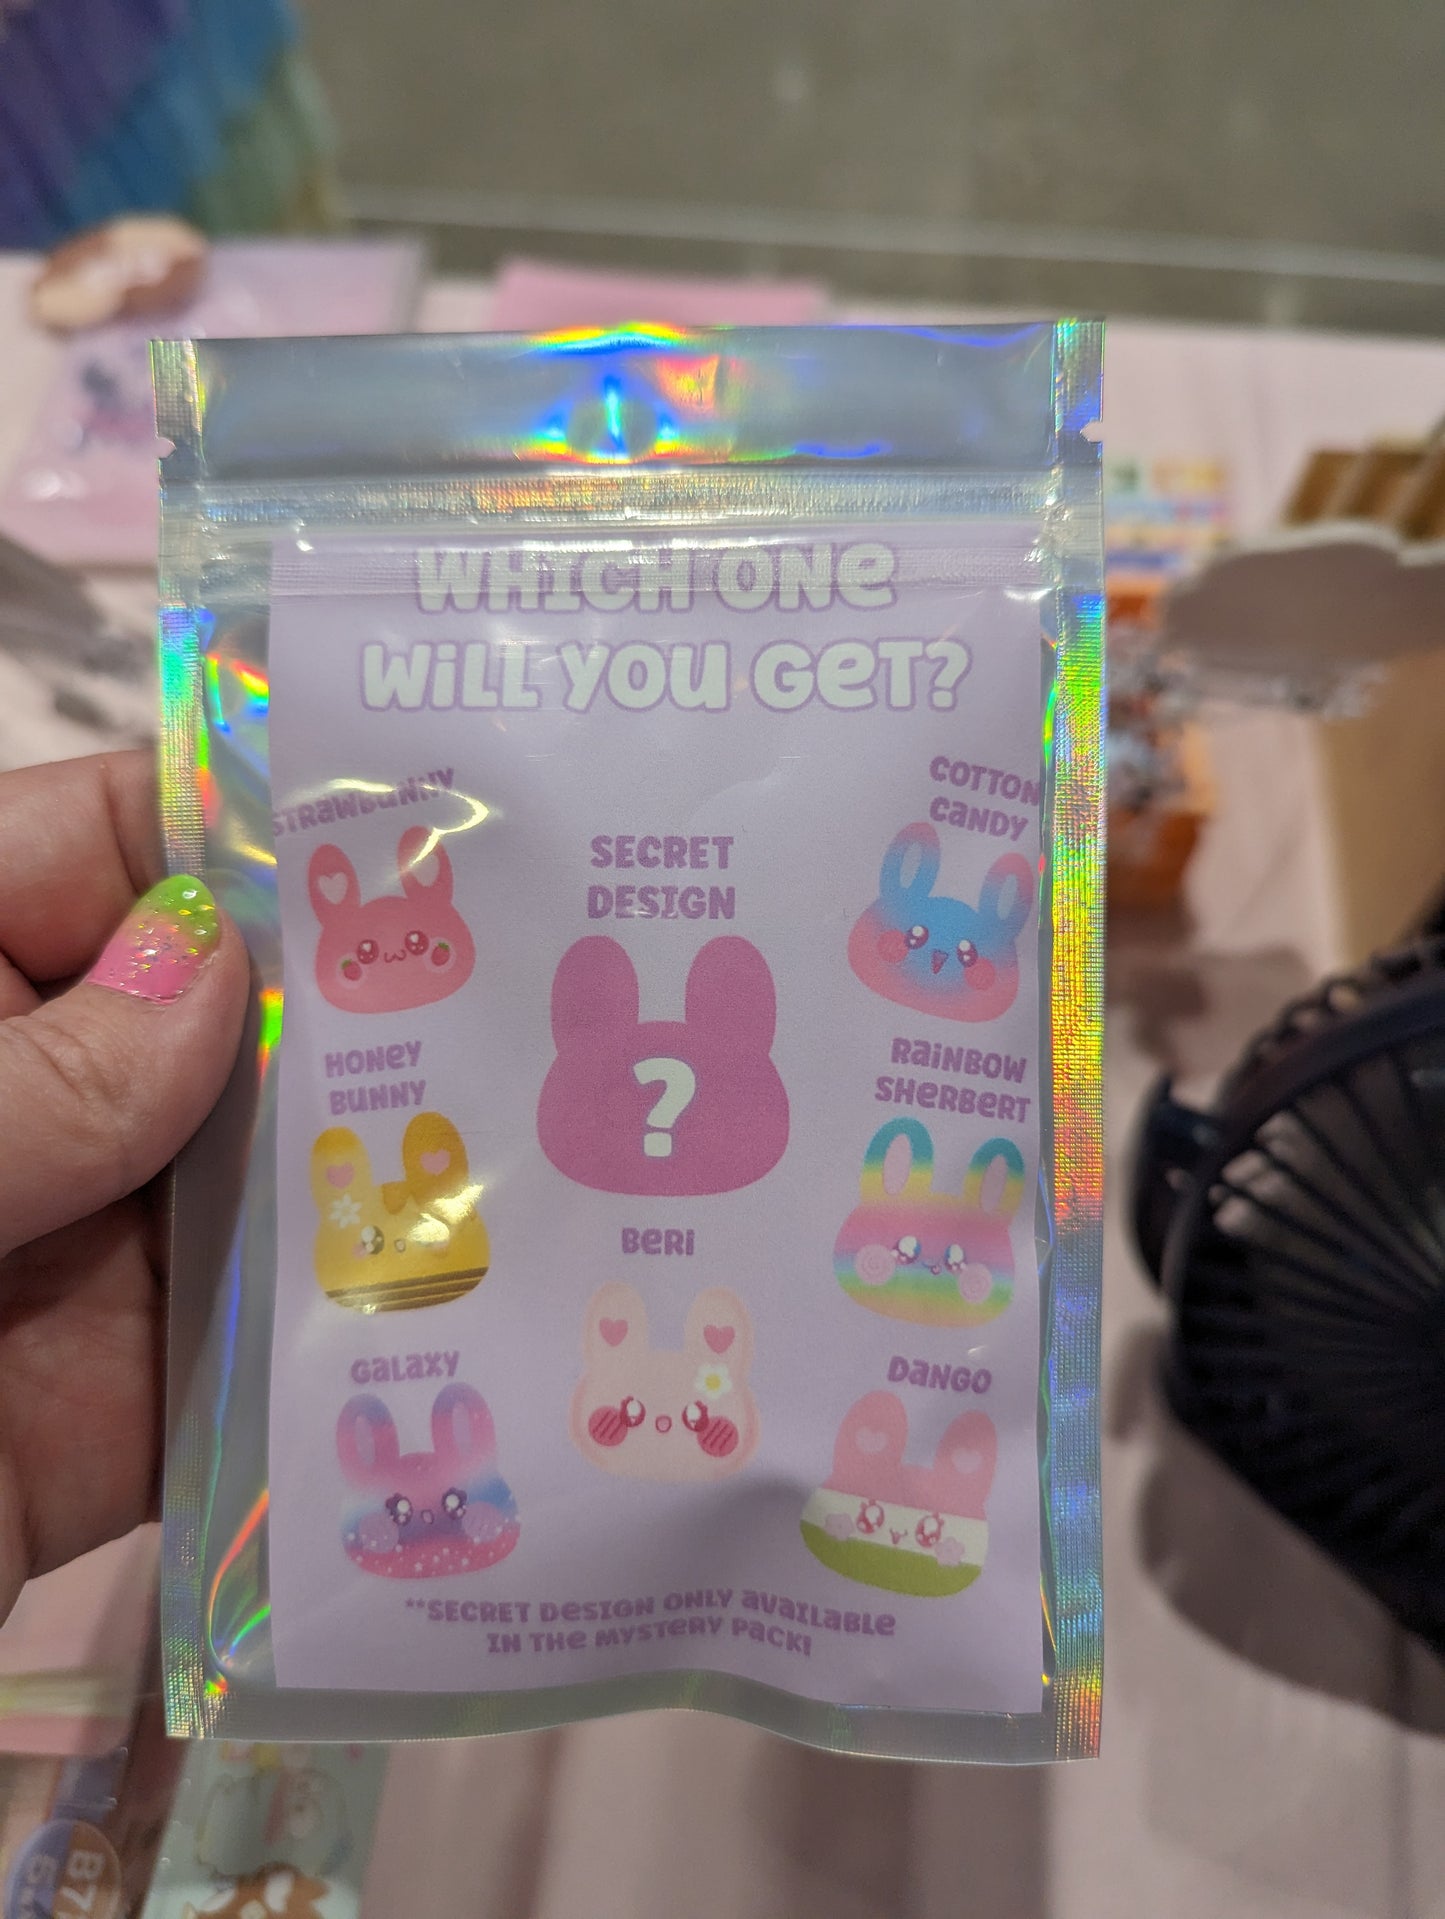 WHICH ONE
WiLL YOU GeT?
STRaWBuNNY
COTTON
CaNDY
SECRET
DESIGN
?
HONeY
BUNNY
RaiNBOW
SHeRBeRT
BeRi
GaLaXY
DaNGO
**SECRET DeSIGN ONLY aVaILaBLe
IN THe MYSTeRY PaCK!
B7